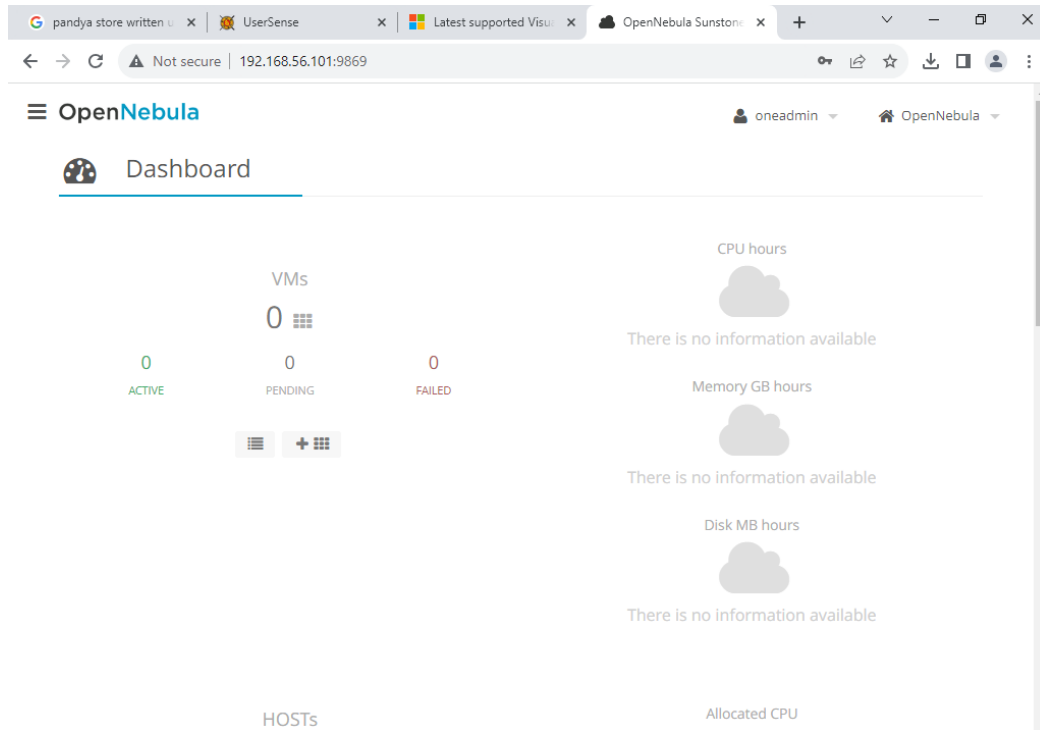 pandya store written u
UserSense
Latest supported Visua
OpenNebula Sunstone
Not secure
192.168.56.101:9869
OpenNebula
oneadmin
OpenNebula
Dashboard
CPU hours
VMs
0
There is no information available
0
0
0
ACTIVE
PENDING
FAILED
Memory GB hours
There is no information available
Disk MB hours
There is no information available
HOSTs
Allocated CPU